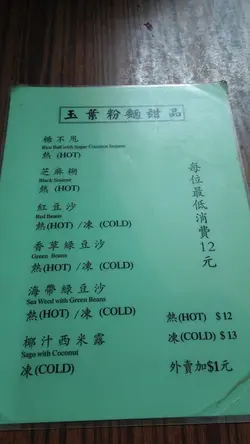 玉葉粉麵甜品
糖不甩
Rice Ball with Sugar Coconut Sesame
熱 (HOT)
芝麻糊
Black Sesame
熱 (HOT)
紅豆沙
Red Beans
熱(HOT) /凍 (COLD)
香草綠豆沙
Green Beans
熱(HOT) / 凍 (COLD)
海帶綠豆沙
Sea Weed with Green Beans
熱(HOT) / 凍 (COLD)
椰汁西米露
Sago with Coconut
凍(COLD)
每位最低消費12元
熱(HOT) $ 12
凍(COLD) $ 13
外賣加$1元